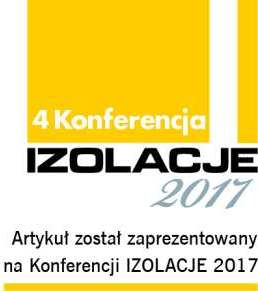 4 Konferencja
IZOLACJE
2017
Artykuł został zaprezentowany
na Konferencji IZOLACJE 2017